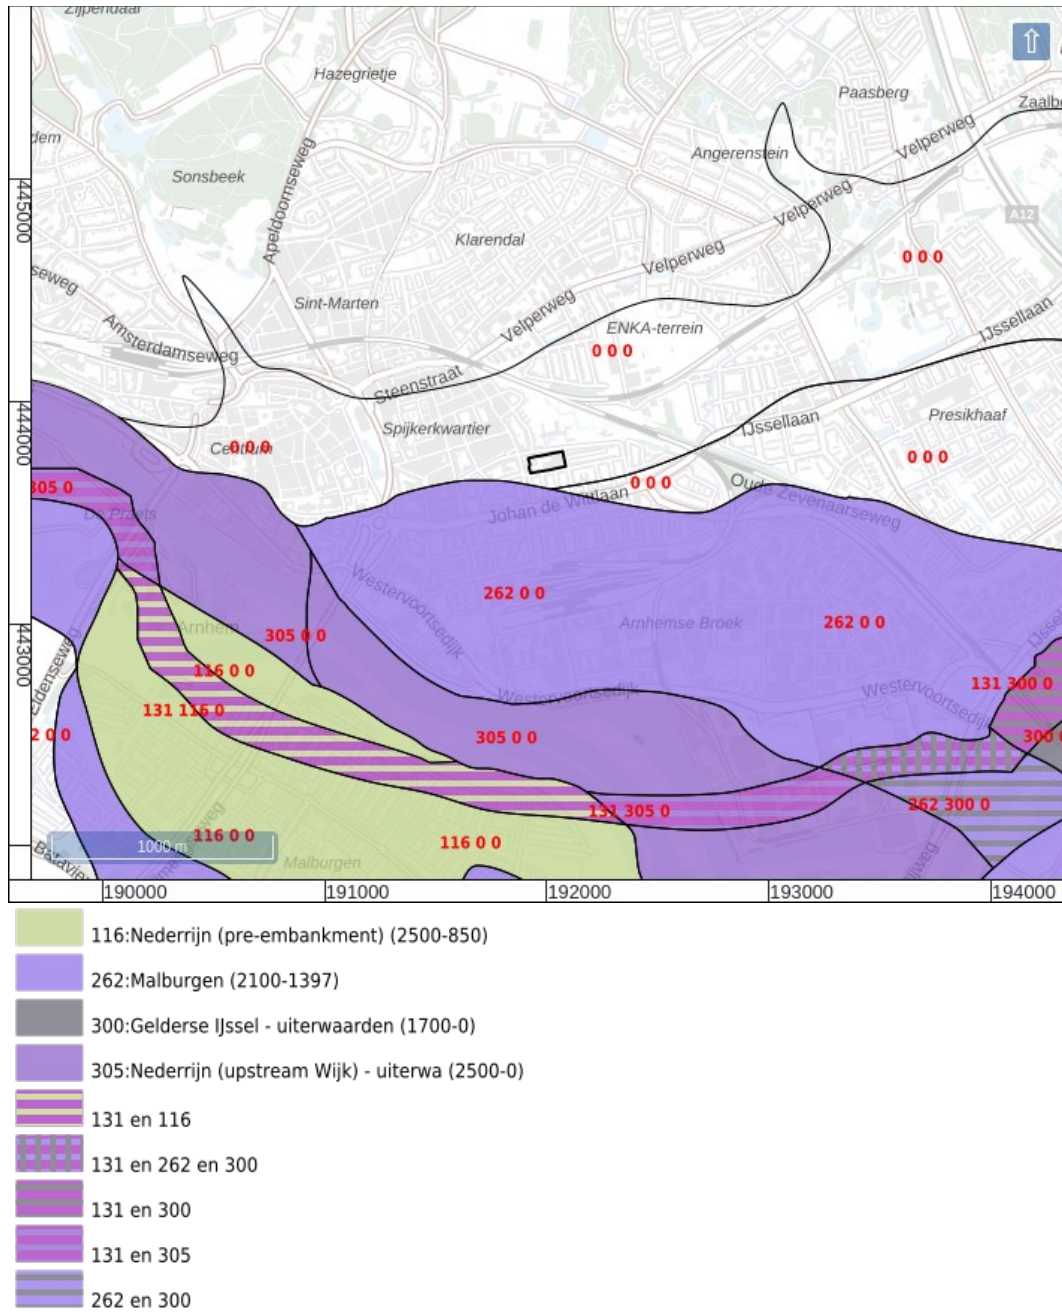 Zijpendaal
Hazegrietje
Paasberg
Zaalb
Velperweg
dem
Angerenstein
Sonsbeek
Apeldoornseweg
Velperweg
A12
445000
Klarendal
Velperweg
0 0 0
seweg
Sint-Marten
Velperweg
IJssellaan
Amsterdamseweg
ENKA-terrein
0 0 0
Steenstraat
444000
Spijkerkwartier
IJssellaan
Presikhaaf
Centrum
0 0 0
0 0 0
0 0 0
305 0
Johan de Wittlaan
Oude Zevenaarseweg
De Praets
Westervoortsedijk
262 0 0
Arnhem
305 0 0
Arnhemse Broek
262 0 0
IJsse
443000
Eldenseweg
116 0 0
131 300 0
131 116 0
Westervoortsedijk
Westervoortsedijk
2 0 0
305 0 0
300 0
262 300 0
131 305 0
116 0 0
116 0 0
1000 m
Malburgen
Batavie
190000
191000
192000
193000
194000
116:Nederrijn (pre-embankment) (2500-850)
262:Malburgen (2100-1397)
300:Gelderse IJssel - uiterwaarden (1700-0)
305:Nederrijn (upstream Wijk) - uiterwa (2500-0)
131 en 116
131 en 262 en 300
131 en 300
131 en 305
262 en 300